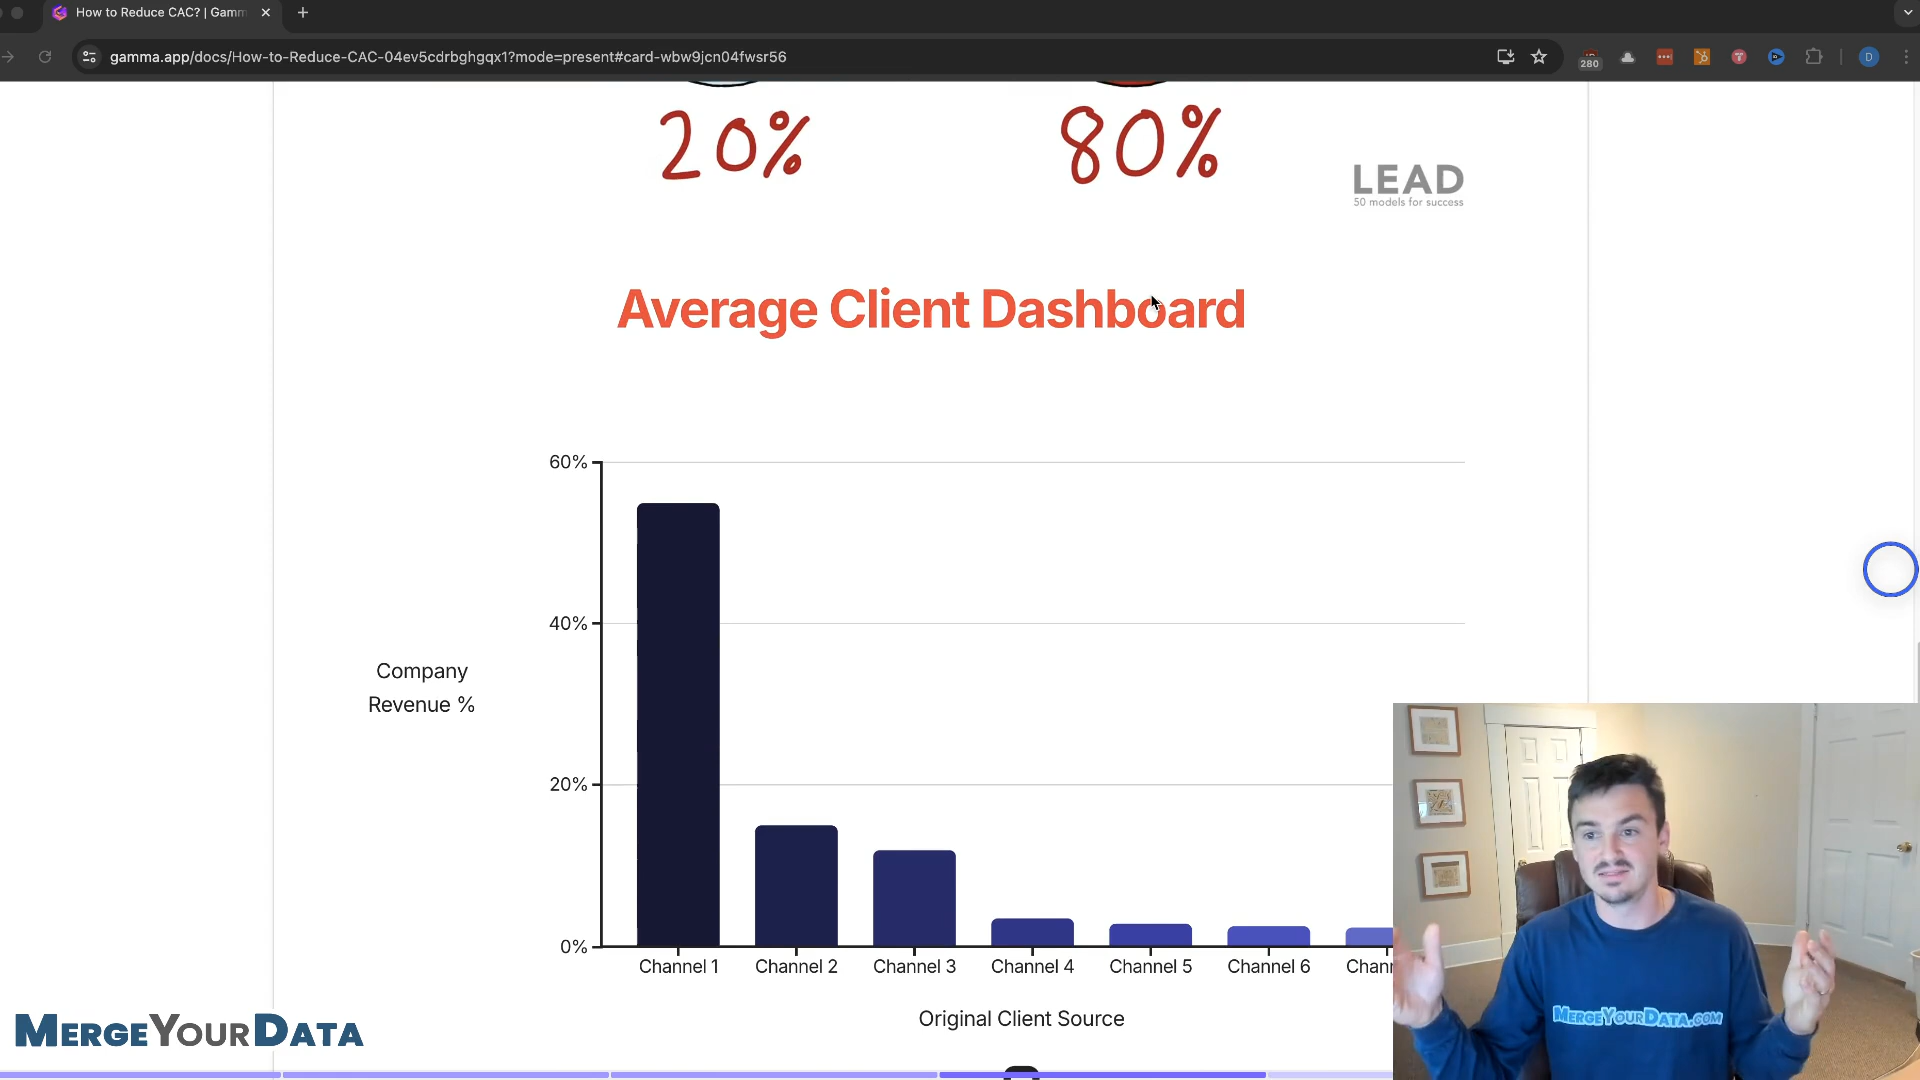 How to Reduce CAC? | Gamm
gamma.app/docs/How-to-Reduce-CAC-04ev5cdrbghgqx1?mode=present#card-wbw9jcn04fwsr56
280
D
20%
80%
LEAD
50 models for success
Average Client Dashboard
60%
40%
Company
Revenue %
20%
0%
Channel 1
Channel 2
Channel 3
Channel 4
Channel 5
Channel 6
Chann
Original Client Source
MERGEYOURDATA
MERGEYOURDATA.COM